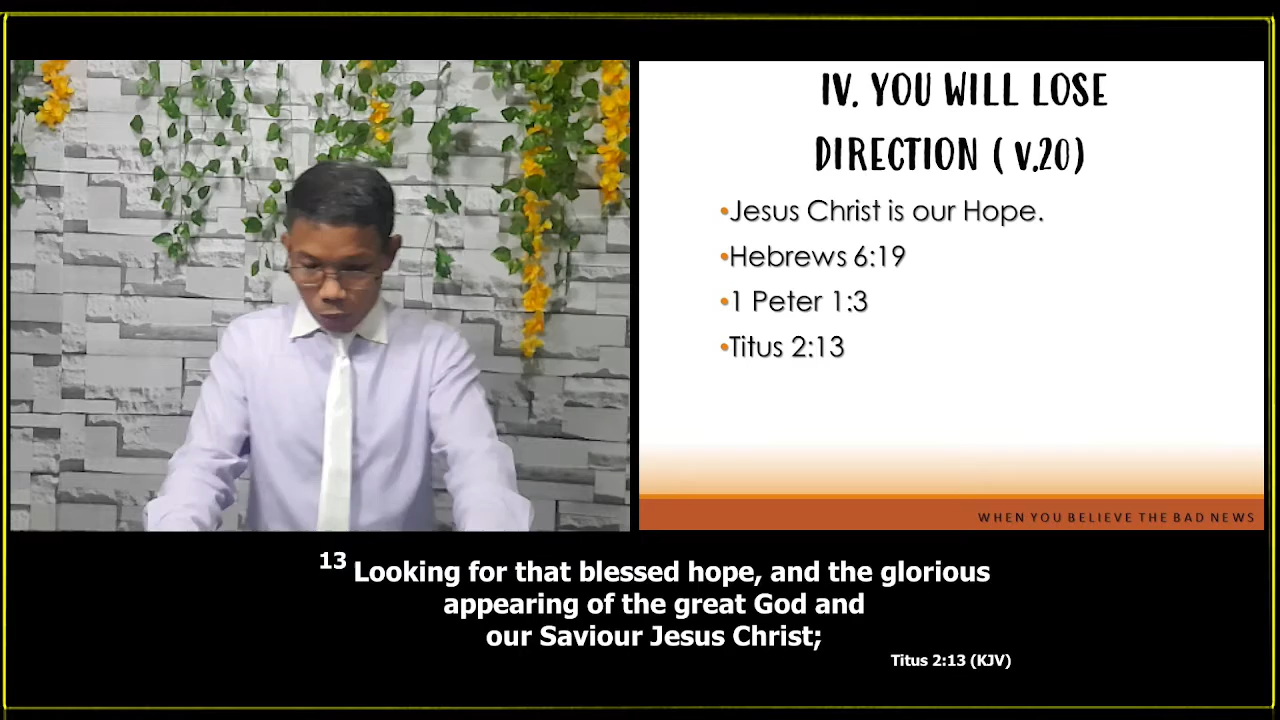 IV. YOU WILL LOSE
DIRECTION ( v.20)
•Jesus Christ is our Hope.
•Hebrews 6:19
•1 Peter 1:3
•Titus 2:13
WHEN YOU BELIEVE THE BAD NEWS
13 Looking for that blessed hope, and the glorious
appearing of the great God and
our Saviour Jesus Christ;
Titus 2:13 (KJV)